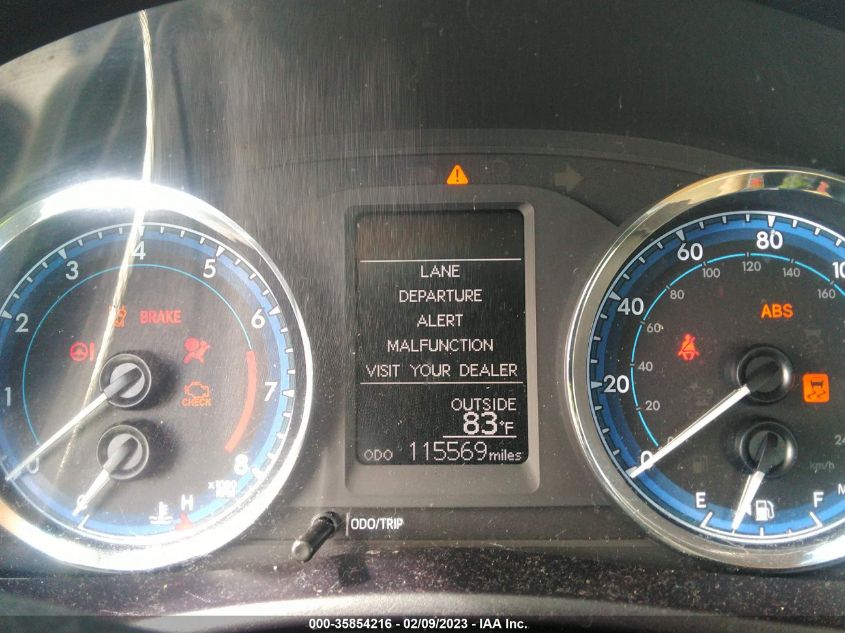 LANE
DEPARTURE
ALERT
MALFUNCTION
VISIT YOUR DEALER
OUTSIDE
83°F
ODO 115569 miles
ODO/TRIP
0
1
2
3
4
5
6
7
8
×1000
RPM
BRAKE
CHECK
H
0
20
40
60
80
20
40
60
80
100
120
140
160
ABS
km/h
E
F
000-35854216 - 02/09/2023 - IAA Inc.